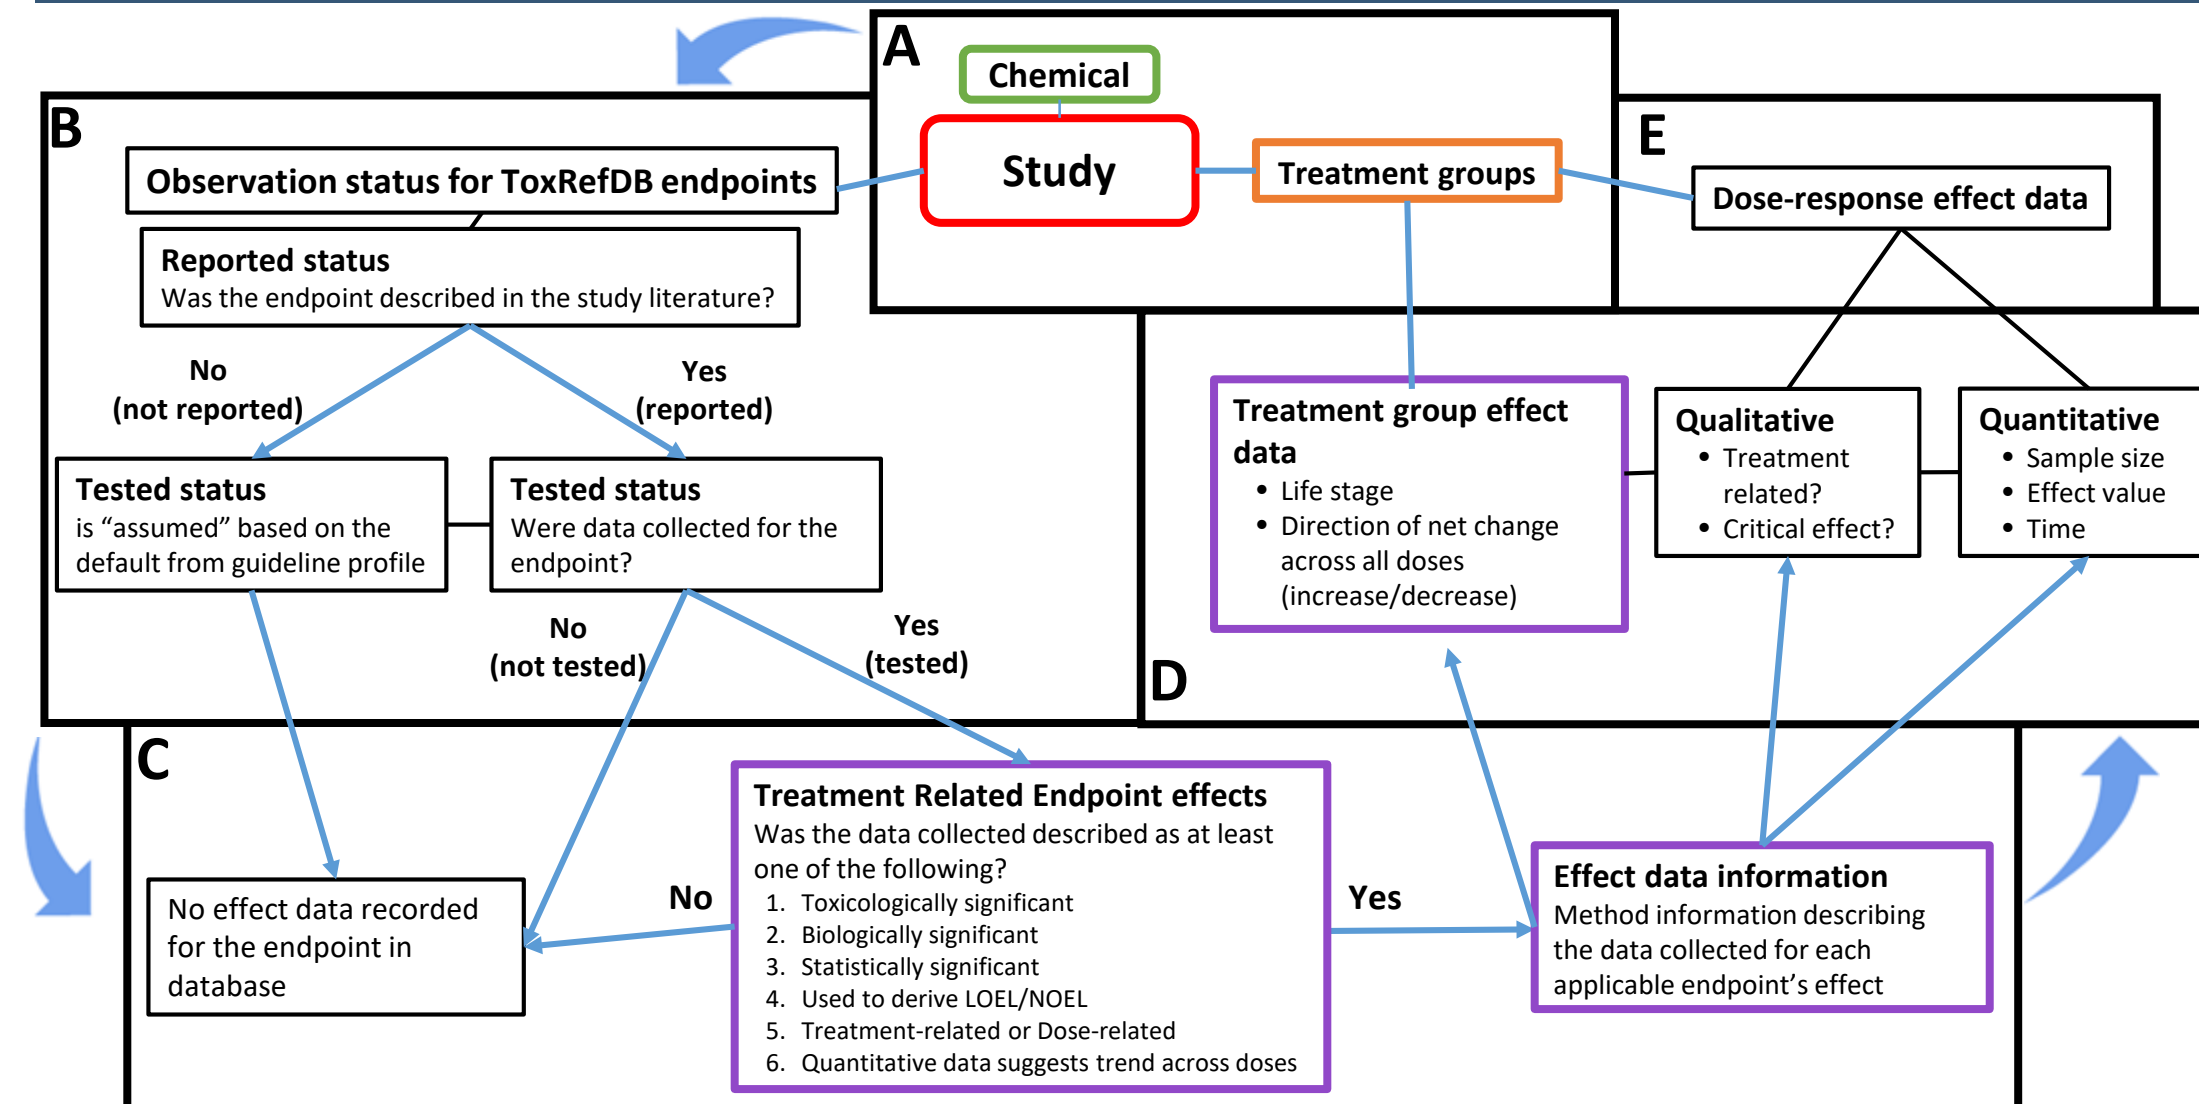 A
Chemical
Study
Treatment groups
B
Observation status for ToxRefDB endpoints
Reported status
Was the endpoint described in the study literature?
No
(not reported)
Yes
(reported)
Tested status
is “assumed” based on the
default from guideline profile
Tested status
Were data collected for the
endpoint?
No
(not tested)
Yes
(tested)
E
Dose-response effect data
D
Treatment group effect
data
• Life stage
• Direction of net change
across all doses
(increase/decrease)
Qualitative
• Treatment
related?
• Critical effect?
Quantitative
• Sample size
• Effect value
• Time
C
No effect data recorded
for the endpoint in
database
No
Treatment Related Endpoint effects
Was the data collected described as at least
one of the following?
1. Toxicologically significant
2. Biologically significant
3. Statistically significant
4. Used to derive LOEL/NOEL
5. Treatment-related or Dose-related
6. Quantitative data suggests trend across doses
Yes
Effect data information
Method information describing
the data collected for each
applicable endpoint’s effect